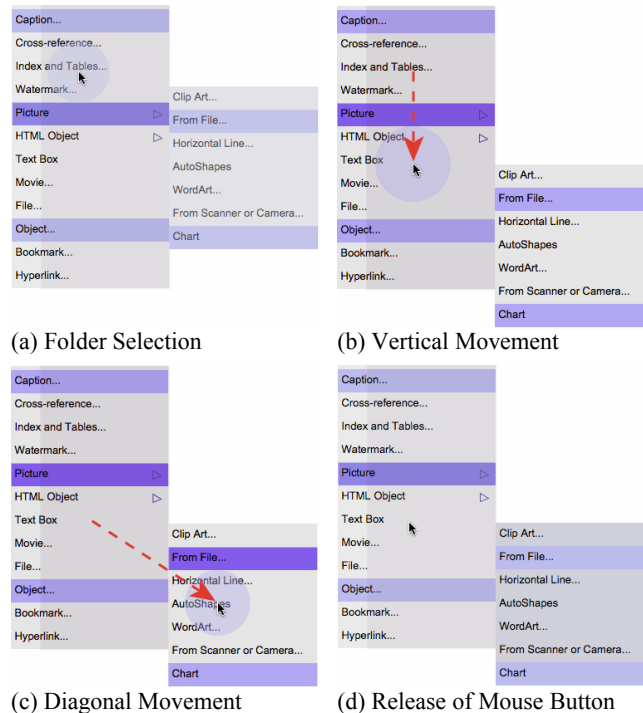 Caption...
Cross-reference...
Index and Tables...
Watermark...
Picture
HTML Object
Text Box
Movie...
File...
Object...
Bookmark...
Hyperlink...
Clip Art...
From File...
Horizontal Line...
AutoShapes
WordArt...
From Scanner or Camera...
Chart
(a) Folder Selection
Caption...
Cross-reference...
Index and Tables...
Watermark...
Picture
HTML Object
Text Box
Movie...
File...
Object...
Bookmark...
Hyperlink...
Clip Art...
From File...
Horizontal Line...
AutoShapes
WordArt...
From Scanner or Camera...
Chart
(b) Vertical Movement
Caption...
Cross-reference...
Index and Tables...
Watermark...
Picture
HTML Object
Text Box
Movie...
File...
Object...
Bookmark...
Hyperlink...
Clip Art...
From File...
Horizontal Line...
AutoShapes
WordArt...
From Scanner or Camera...
Chart
(c) Diagonal Movement
Caption...
Cross-reference...
Index and Tables...
Watermark...
Picture
HTML Object
Text Box
Movie...
File...
Object...
Bookmark...
Hyperlink...
Clip Art...
From File...
Horizontal Line...
AutoShapes
WordArt...
From Scanner or Camera...
Chart
(d) Release of Mouse Button